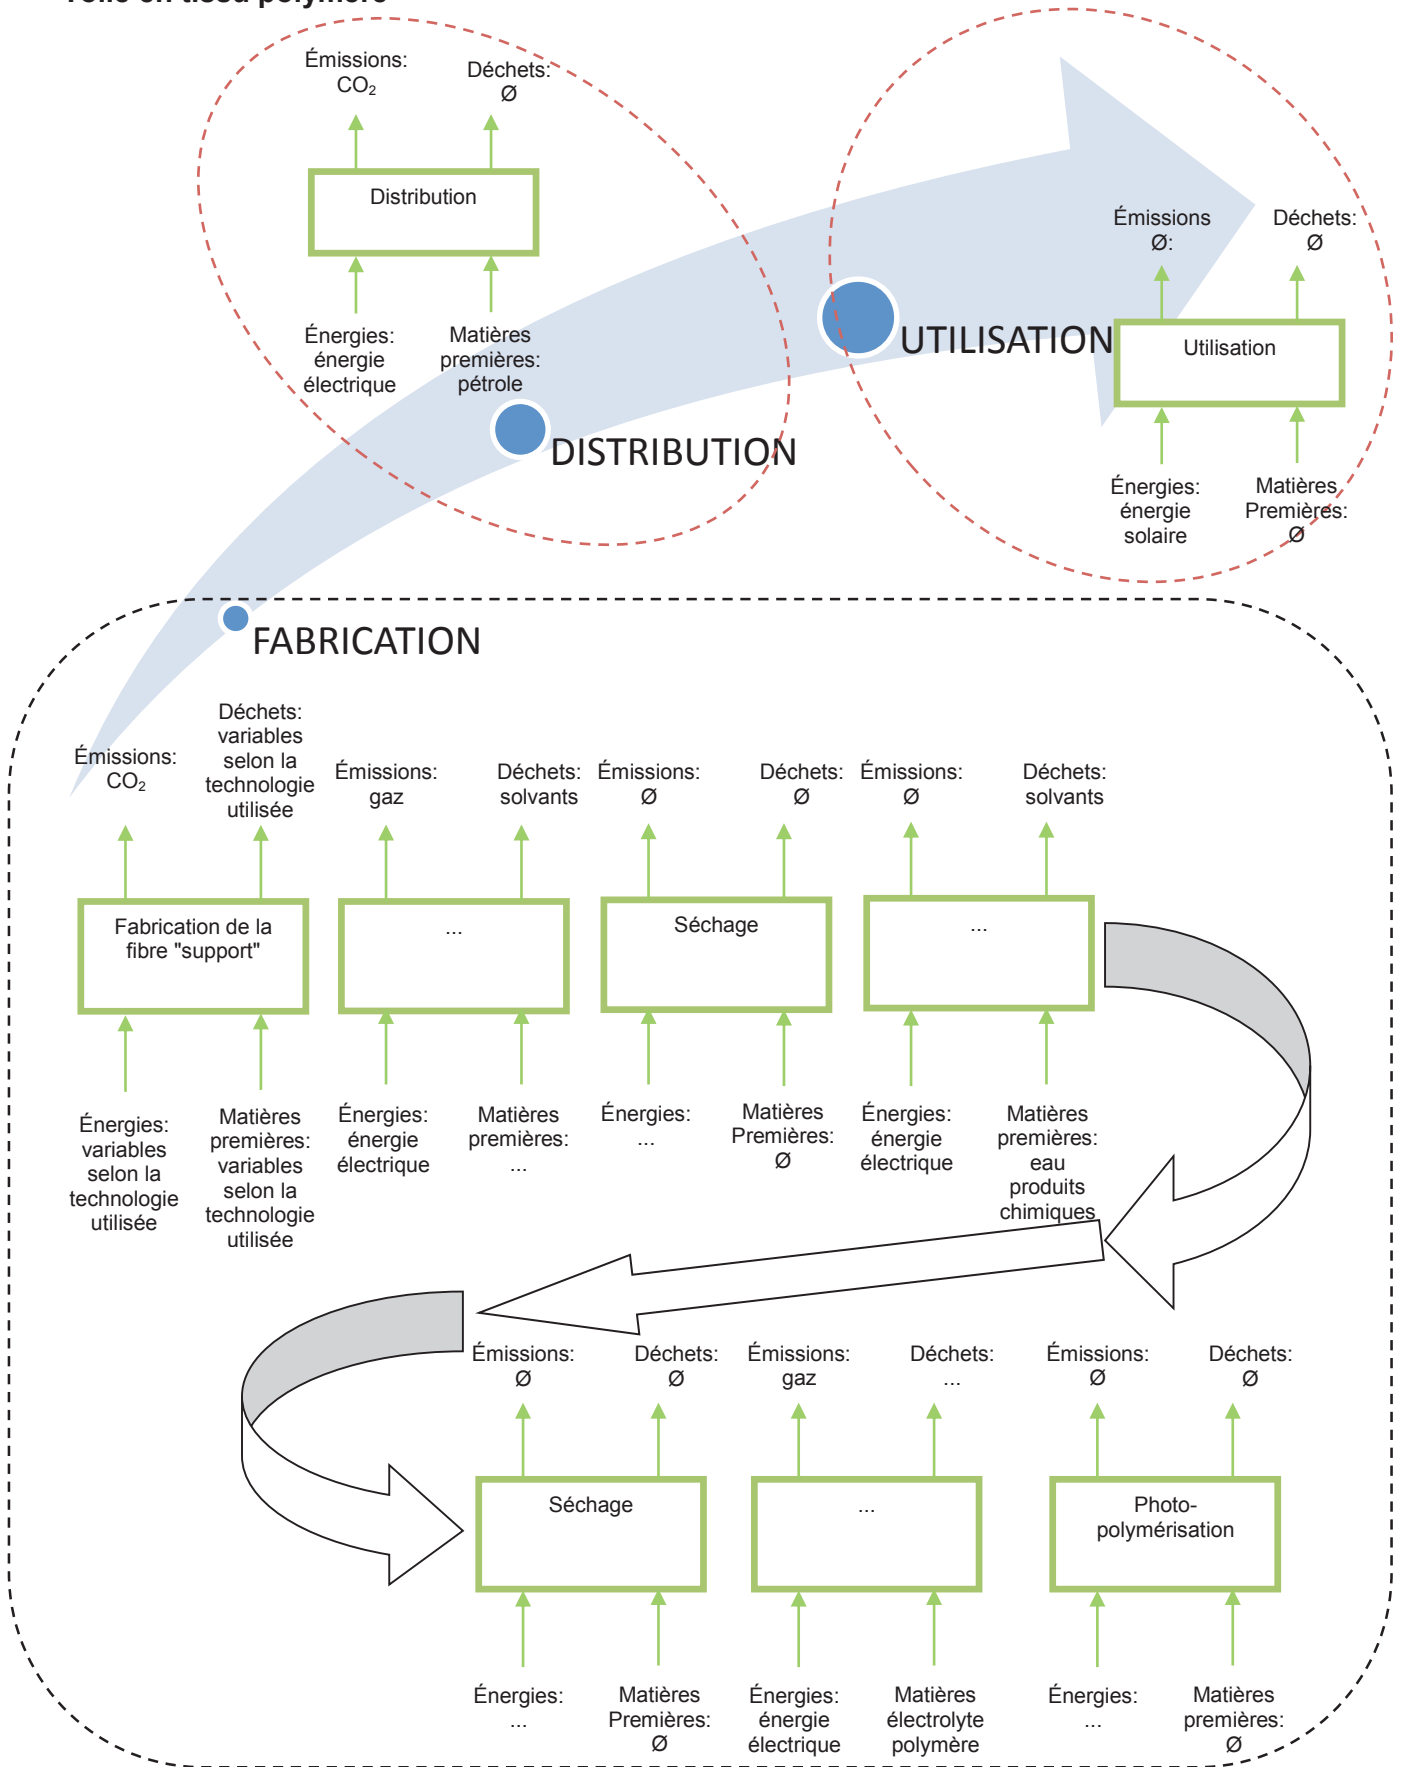 Toile en tissu polymère
Émissions:
CO₂
Déchets:
Ø
Distribution
Énergies:
énergie
électrique
Matières
premières:
pétrole
DISTRIBUTION
Émissions
Ø:
Déchets:
Ø
UTILISATION
Utilisation
Énergies:
énergie
solaire
Matières
Premières:
Ø
FABRICATION
Émissions:
CO₂
Déchets:
variables
selon la
technologie
utilisée
Fabrication de la
fibre "support"
Énergies:
variables
selon la
technologie
utilisée
Matières
premières:
variables
selon la
technologie
utilisée
Émissions:
gaz
Déchets:
solvants
...
Énergies:
énergie
électrique
Matières
premières:
...
Émissions:
Ø
Déchets:
Ø
Séchage
Énergies:
...
Matières
Premières:
Ø
Émissions:
Ø
Déchets:
solvants
...
Énergies:
énergie
électrique
Matières
premières:
eau
produits
chimiques
Émissions:
Ø
Déchets:
Ø
Séchage
Énergies:
...
Matières
Premières:
Ø
Émissions:
gaz
Déchets:
...
...
Énergies:
énergie
électrique
Matières
électrolyte
polymère
Émissions:
Ø
Déchets:
Ø
Photo-
polymérisation
Énergies:
...
Matières
premières:
Ø